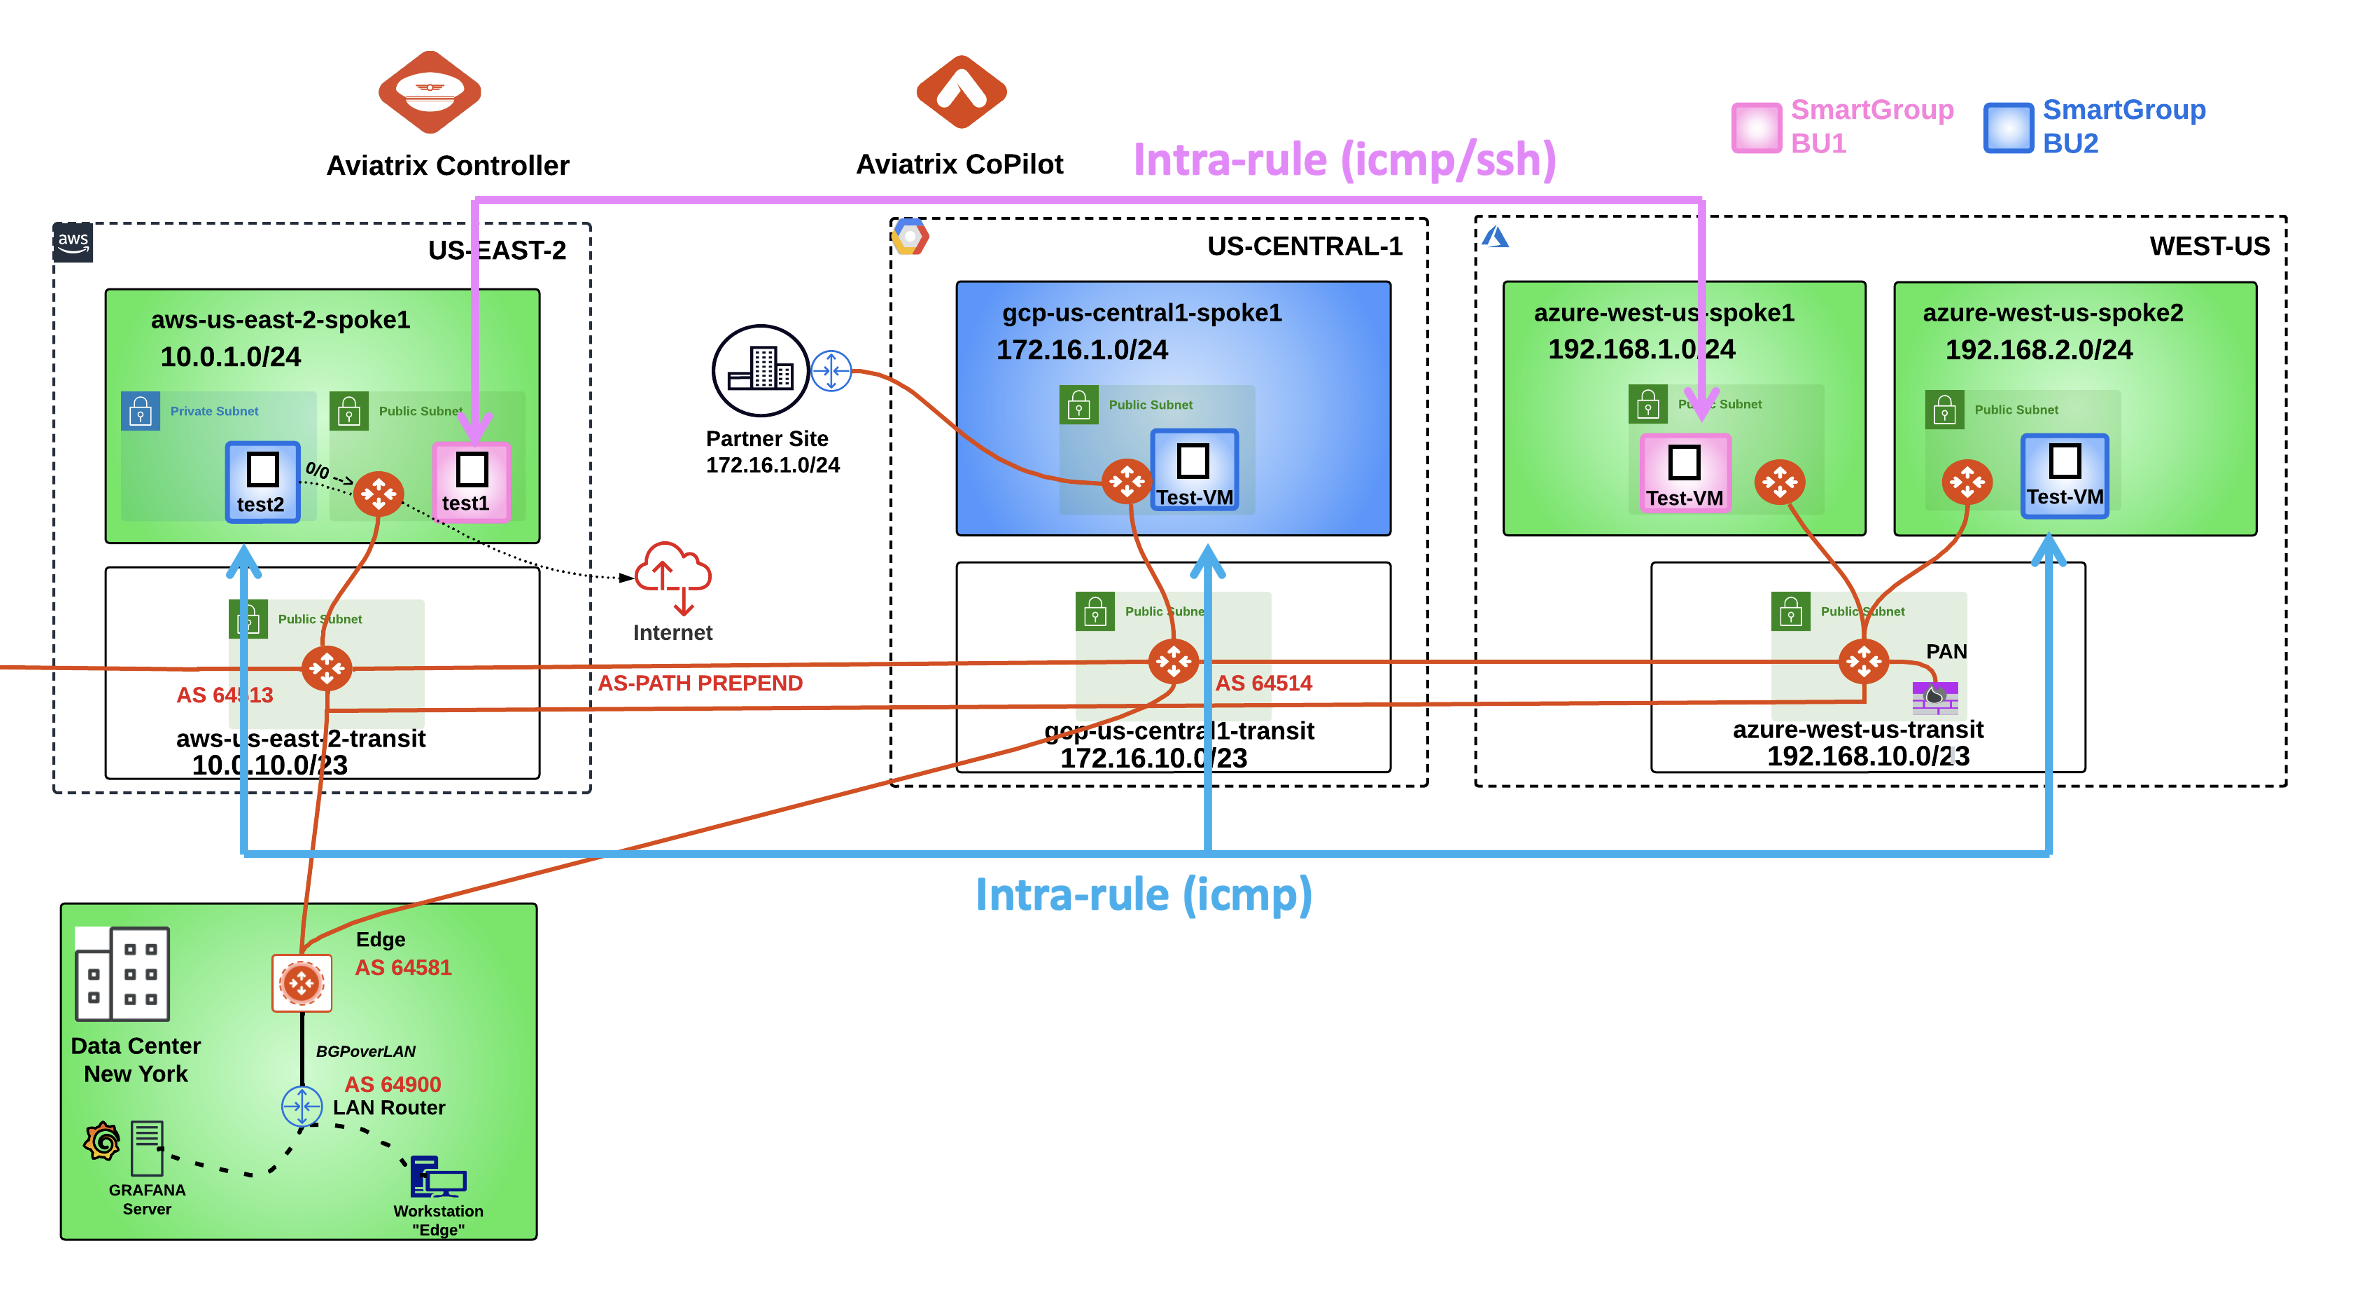 Aviatrix Controller
Aviatrix CoPilot
Intra-rule (icmp/ssh)
SmartGroup
BU1
SmartGroup
BU2
aws
US-EAST-2
aws-us-east-2-spoke1
10.0.1.0/24
Private Subnet
Public Subnet
test2
0/0
test1
Public Subnet
AS 64513
aws-us-east-2-transit
10.0.10.0/23
Partner Site
172.16.1.0/24
Internet
AS-PATH PREPEND
US-CENTRAL-1
gcp-us-central1-spoke1
172.16.1.0/24
Public Subnet
Test-VM
Public Subnet
AS 64514
gcp-us-central1-transit
172.16.10.0/23
WEST-US
azure-west-us-spoke1
192.168.1.0/24
Public Subnet
Test-VM
azure-west-us-spoke2
192.168.2.0/24
Public Subnet
Test-VM
Public Subnet
PAN
azure-west-us-transit
192.168.10.0/23
Intra-rule (icmp)
Edge
AS 64581
Data Center
New York
BGPoverLAN
AS 64900
LAN Router
GRAFANA
Server
Workstation
"Edge"